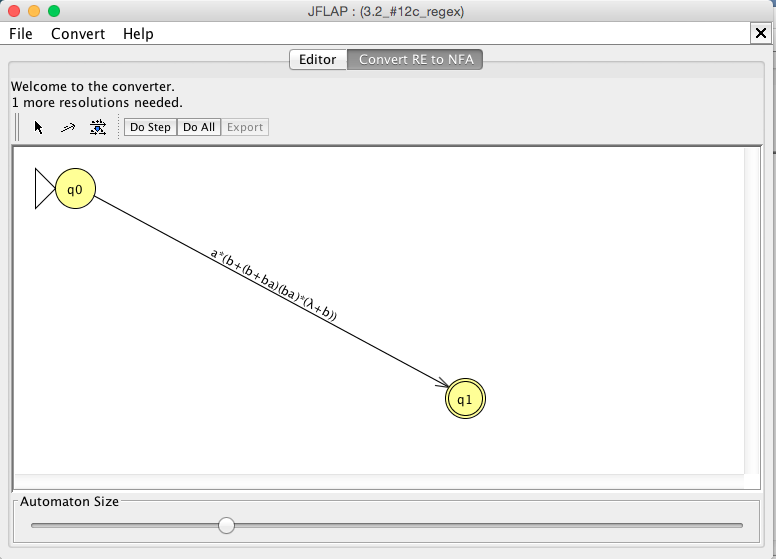 JFLAP : (3.2_#12c_regex)
File Convert Help
Editor Convert RE to NFA
Welcome to the converter.
1 more resolutions needed.
Do Step Do All Export
q0
a*(b+(b+ba)(ba)*(λ+b))
q1
Automaton Size